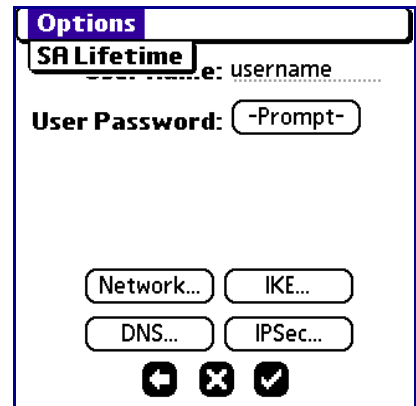 Options
SA Lifetime
username
User Password: -Prompt-
Network... IKE...
DNS... IPSec...